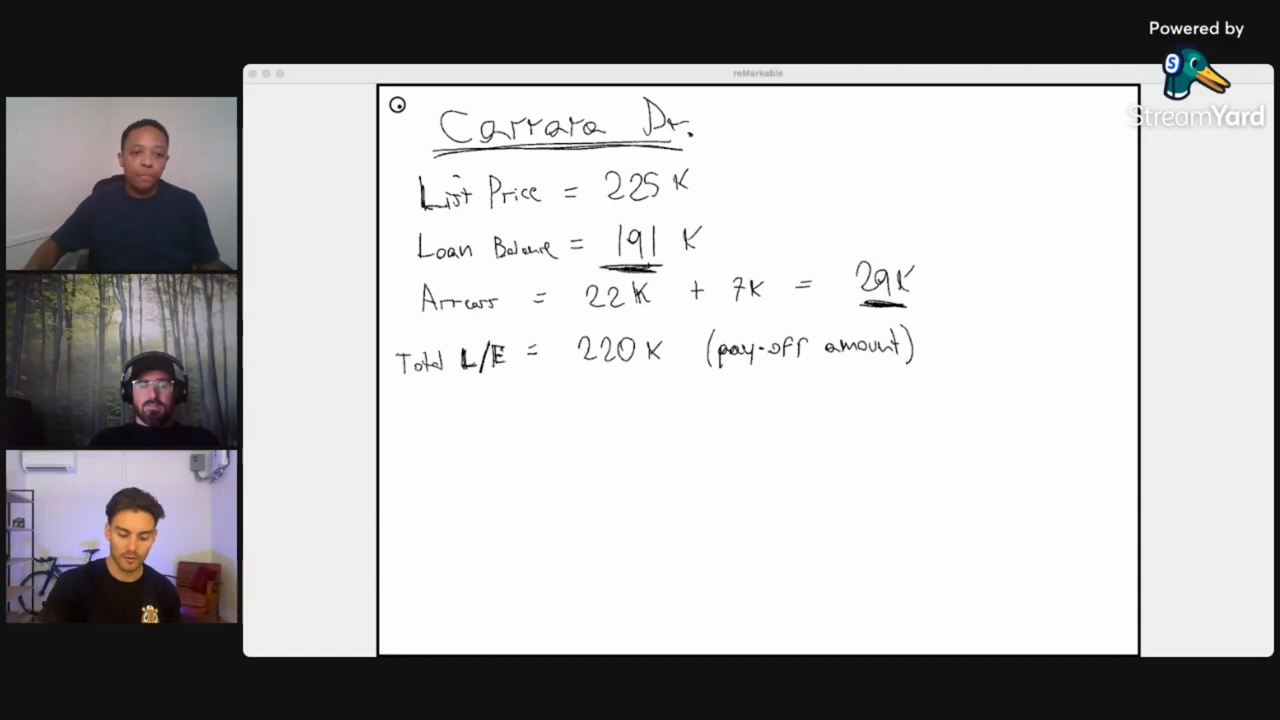 Powered by
StreamYard
reMarkable
Carrara Dr.
List Price = 225 K
Loan Balance = 191 K
Arrears = 22K + 7K = 29K
Total L/E = 220 K (pay-off amount)